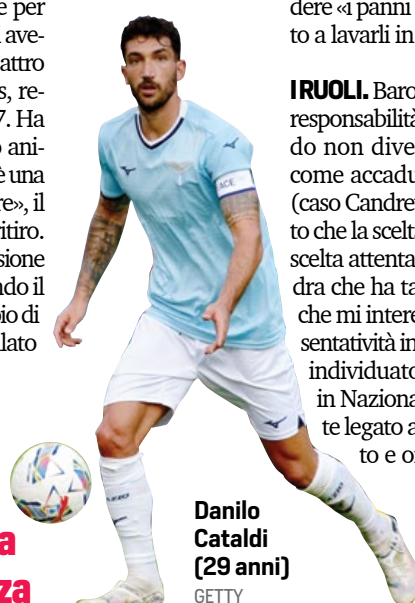 e per
i ave-
attro
s, re-
7. Ha
o ani-
è una
re», il
itiro.
sione
ndo il
io di
lato
a
za
ACE
Danilo
Cataldi
(29 anni)
GETTY
dere «i panni
to a lavarli in
I RUOLI. Baro
responsabilità
do non dive
come accadu
(caso Candrev
to che la scelt
scelta attenta
dra che ha ta
che mi intere
sentatività in
individuato
in Naziona
te legato a
to e o